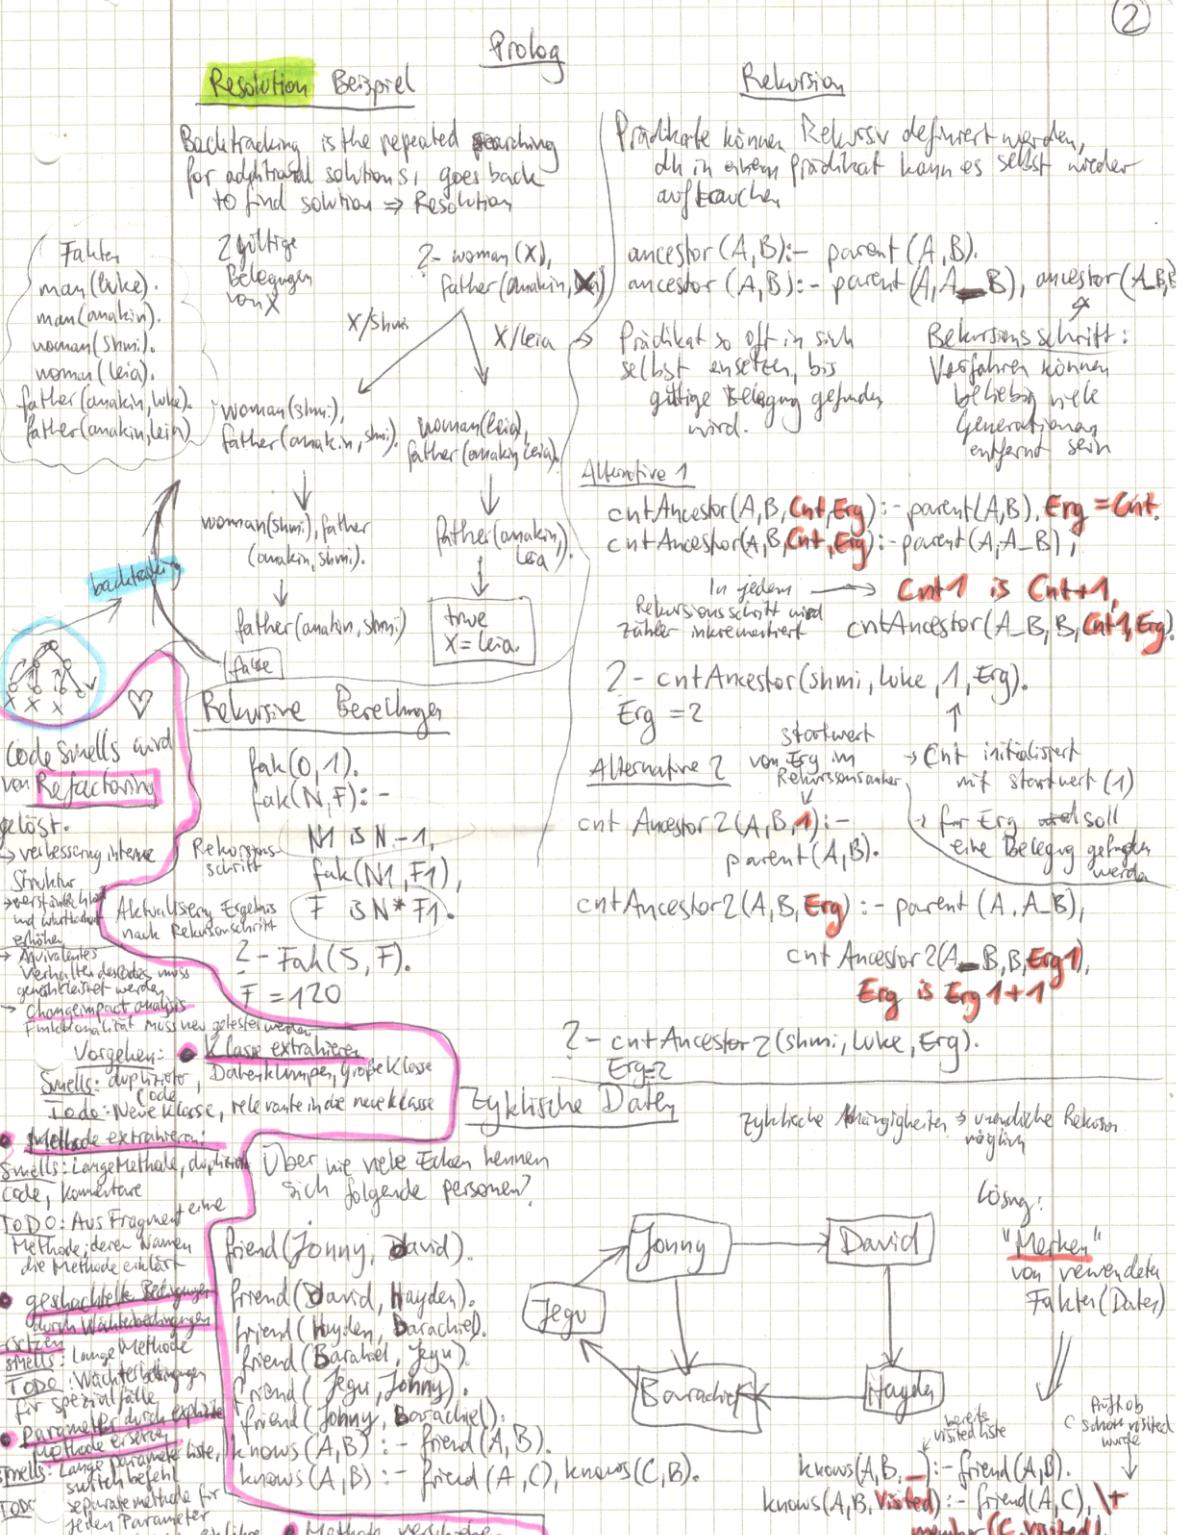 2
Prolog
Resolution Beispiel
Backtracking is the repeated searching
for additional solutions, goes back
to find solution => Resolution
Fakten
man(luke).
man(anakin).
woman(shmi).
woman(leia).
father(anakin, luke).
father(anakin, leia)
2 gültige
Belegungen
von X
?- woman(X),
father(anakin, X)
X/shmi
X/leia
woman(shmi),
father(anakin, shmi).
woman(leia),
father(anakin, leia).
woman(shmi), father
(anakin, shmi).
father(anakin,
leia).
father(anakin, shmi)
true
X = leia.
false
backtracking
Rekursion
Prädikate können Rekursiv definiert werden,
dh in einem Prädikat kann es selbst wieder
auftauchen
ancestor(A,B):- parent(A,B).
ancestor(A,B):- parent(A,A_B), ancestor(A_B,B
-> Prädikat so oft in sich
selbst einsetzen, bis
gültige Belegung gefunden
wird.
Rekursionsschritt:
Vorfahren können
beliebig viele
Generationen
entfernt sein
Alternative 1
cntAncestor(A,B,Cnt,Erg):- parent(A,B), Erg = Cnt.
cntAncestor(A,B,Cnt,Erg):- parent(A,A_B),
In jedem
Rekursionsschritt wird
Zähler inkrementiert
Cnt1 is Cnt+1,
cntAncestor(A_B,B,Cnt1,Erg).
?- cntAncestor(shmi, luke, 1, Erg).
Erg = 2
-> Cnt initialisiert
mit startwert (1)
-> für Erg soll
eine Belegung gefunden
werden
Alternative 2
startwert
von Erg im
Rekursionsanker
cntAncestor2(A,B,1):-
parent(A,B).
cntAncestor2(A,B,Erg):- parent(A,A_B),
cntAncestor2(A_B,B,Erg1),
Erg is Erg1+1
?- cntAncestor2(shmi, luke, Erg).
Erg=2
Rekursive Berechnungen
fak(0,1).
fak(N,F):-
N1 is N-1,
Rekursions-
schritt
fak(N1,F1),
Aktualisierung Ergebnis
nach Rekursionsschritt
F is N*F1.
?- Fak(5,F).
F = 120
Code Smells wird
von Refactoring
gelöst.
-> verbesserung interne
Struktur
erhöhen
-> Äquivalentes
Verhalten des Codes muss
gewährleistet werden
-> Changeimpact analysis
Funktionalität muss neu getestet werden
Vorgehen: Klasse extrahieren
Smells: duplizierter Code, Datenklumpen, große Klasse
Todo: Neue Klasse, relevante in die neue Klasse
Methode extrahieren:
Smells: Lange Methode, duplizierter
Code, Kommentare
TODO: Aus Fragment eine
Methode, deren Namen
die Methode erklärt
geschachtelte Bedingungen
durch Wächterbedingungen
ersetzen
Smells: Lange Methode
TODO: Wächterbedingungen
für spezialfälle
Parameter durch explizite
Methode ersetzen
Smells: Lange parameter liste,
switch befehl
TODO
separate methode für
jeden Parameter
Methode verschieben
Zyklische Daten
Zyklische Abhängigkeiten -> unendliche Rekursion
möglich
Über wie viele Ecken kennen
sich folgende personen?
friend(Jonny, David).
friend(David, Hayden).
friend(Hayden, Barachiel).
friend(Barahiel, Jegu).
friend(Jegu, Jonny).
friend(Jonny, Barachiel).
knows(A,B) :- friend(A,B).
knows(A,B) :- friend(A,C), knows(C,B).
Jonny
David
Jegu
Barachiel
Hayden
Lösung:
"Merken"
von verwendeten
Fakten (Daten)
bereits
visited liste
Prüft ob
C schon visited
wurde
knows(A,B,_):- friend(A,B).
knows(A,B,Visited):- friend(A,C), \+
member(C,Visited)